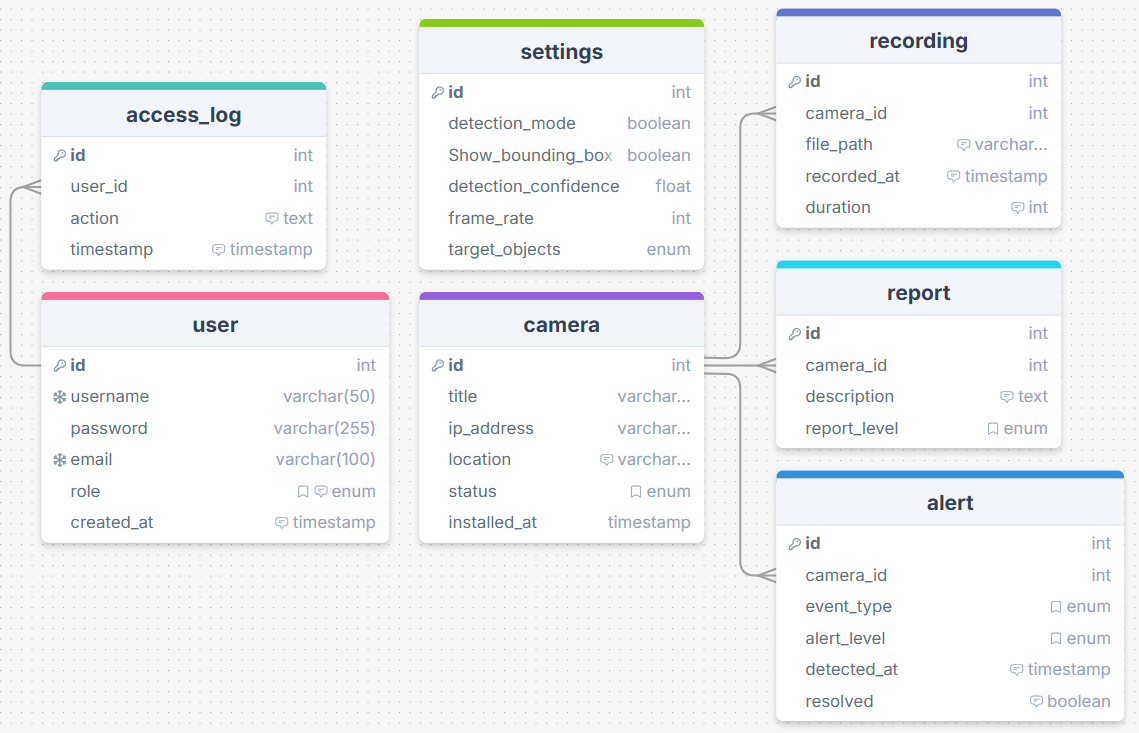 access_log
id int
user_id int
action text
timestamp timestamp
user
id int
username varchar(50)
password varchar(255)
email varchar(100)
role enum
created_at timestamp
settings
id int
detection_mode boolean
Show_bounding_box boolean
detection_confidence float
frame_rate int
target_objects enum
camera
id int
title varchar...
ip_address varchar...
location varchar...
status enum
installed_at timestamp
recording
id int
camera_id int
file_path varchar...
recorded_at timestamp
duration int
report
id int
camera_id int
description text
report_level enum
alert
id int
camera_id int
event_type enum
alert_level enum
detected_at timestamp
resolved boolean